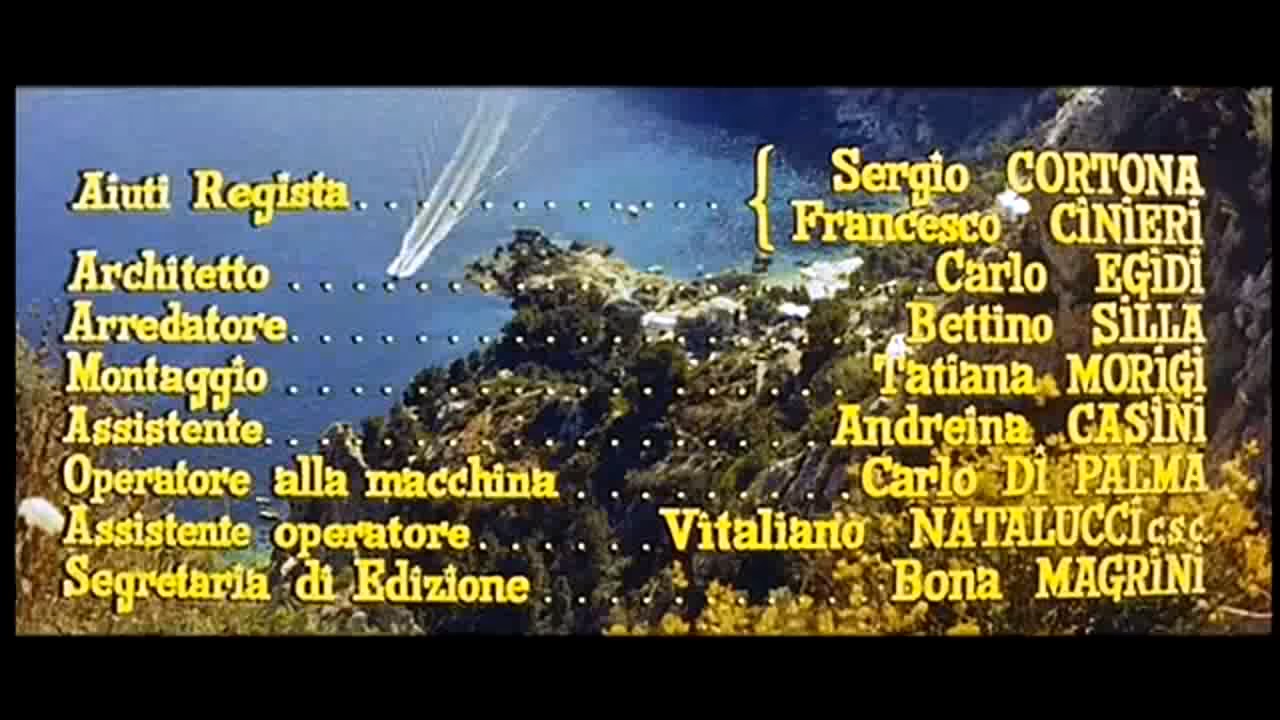 Aiuti Regista. . . . . . . . . . . . { Sergio CORTONA
Francesco CiNiERi
Architetto . . . . . . . . . . . . . . . . . . . . Carlo EGiDi
Arredatore. . . . . . . . . . . . . . . . . . Bettino SiLLA
Montaggio . . . . . . . . . . . . . . . . . . Tatiana MORiGi
Assistente. . . . . . . . . . . . . . . . . . Andreina CASiNi
Operatore alla macchina . . . . . . . . . Carlo Di PALMA
Assistente operatore. . . . . . Vitaliano NATALUCCi c.s.c.
Segretaria di Edizione . . . . . . . . . . Bona MAGRiNi